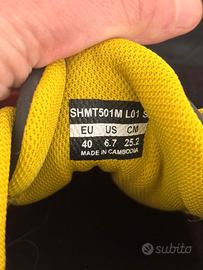 SHMT501M L01 S
EU US CM
40 6.7 25.2
MADE IN CAMBODIA
subito